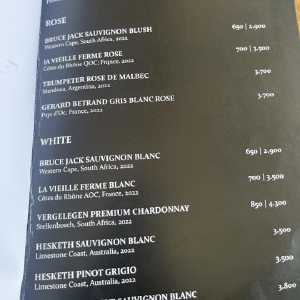 ROSE
BRUCE JACK SAUVIGNON BLUSH 650 | 2.900
Western Cape, South Africa, 2022
LA VIEILLE FERME ROSE 700 | 3.500
Côtes du Rhône AOC, France, 2022
TRUMPETER ROSE DE MALBEC 3.700
Mendoza, Argentina, 2022
GERARD BETRAND GRIS BLANC ROSE 3.700
Pays d'Oc, France, 2022
WHITE
BRUCE JACK SAUVIGNON BLANC 650 | 2.900
Western Cape, South Africa, 2022
LA VIEILLE FERME BLANC 700 | 3.500
Côtes du Rhône AOC, France, 2022
VERGELEGEN PREMIUM CHARDONNAY 850 | 4.300
Stellenbosch, South Africa, 2022
HESKETH SAUVIGNON BLANC 3.500
Limestone Coast, Australia, 2022
HESKETH PINOT GRIGIO 3.500
Limestone Coast, Australia, 2022
SAUVIGNON BLANC 3.800